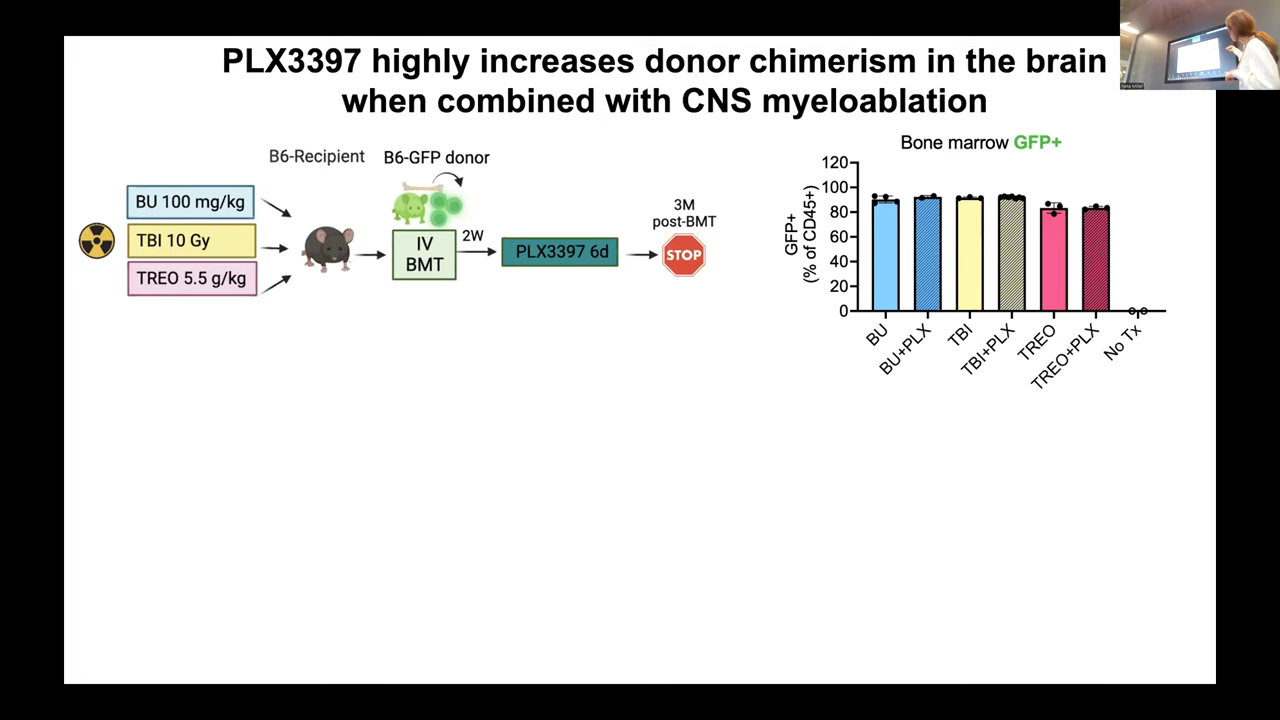 PLX3397 highly increases donor chimerism in the brain
when combined with CNS myeloablation
B6-Recipient
B6-GFP donor
BU 100 mg/kg
TBI 10 Gy
TREO 5.5 g/kg
IV
BMT
2W
PLX3397 6d
3M
post-BMT
STOP
Bone marrow GFP+
GFP+
(% of CD45+)
120
100
80
60
40
20
0
BU
BU+PLX
TBI
TBI+PLX
TREO
TREO+PLX
No Tx